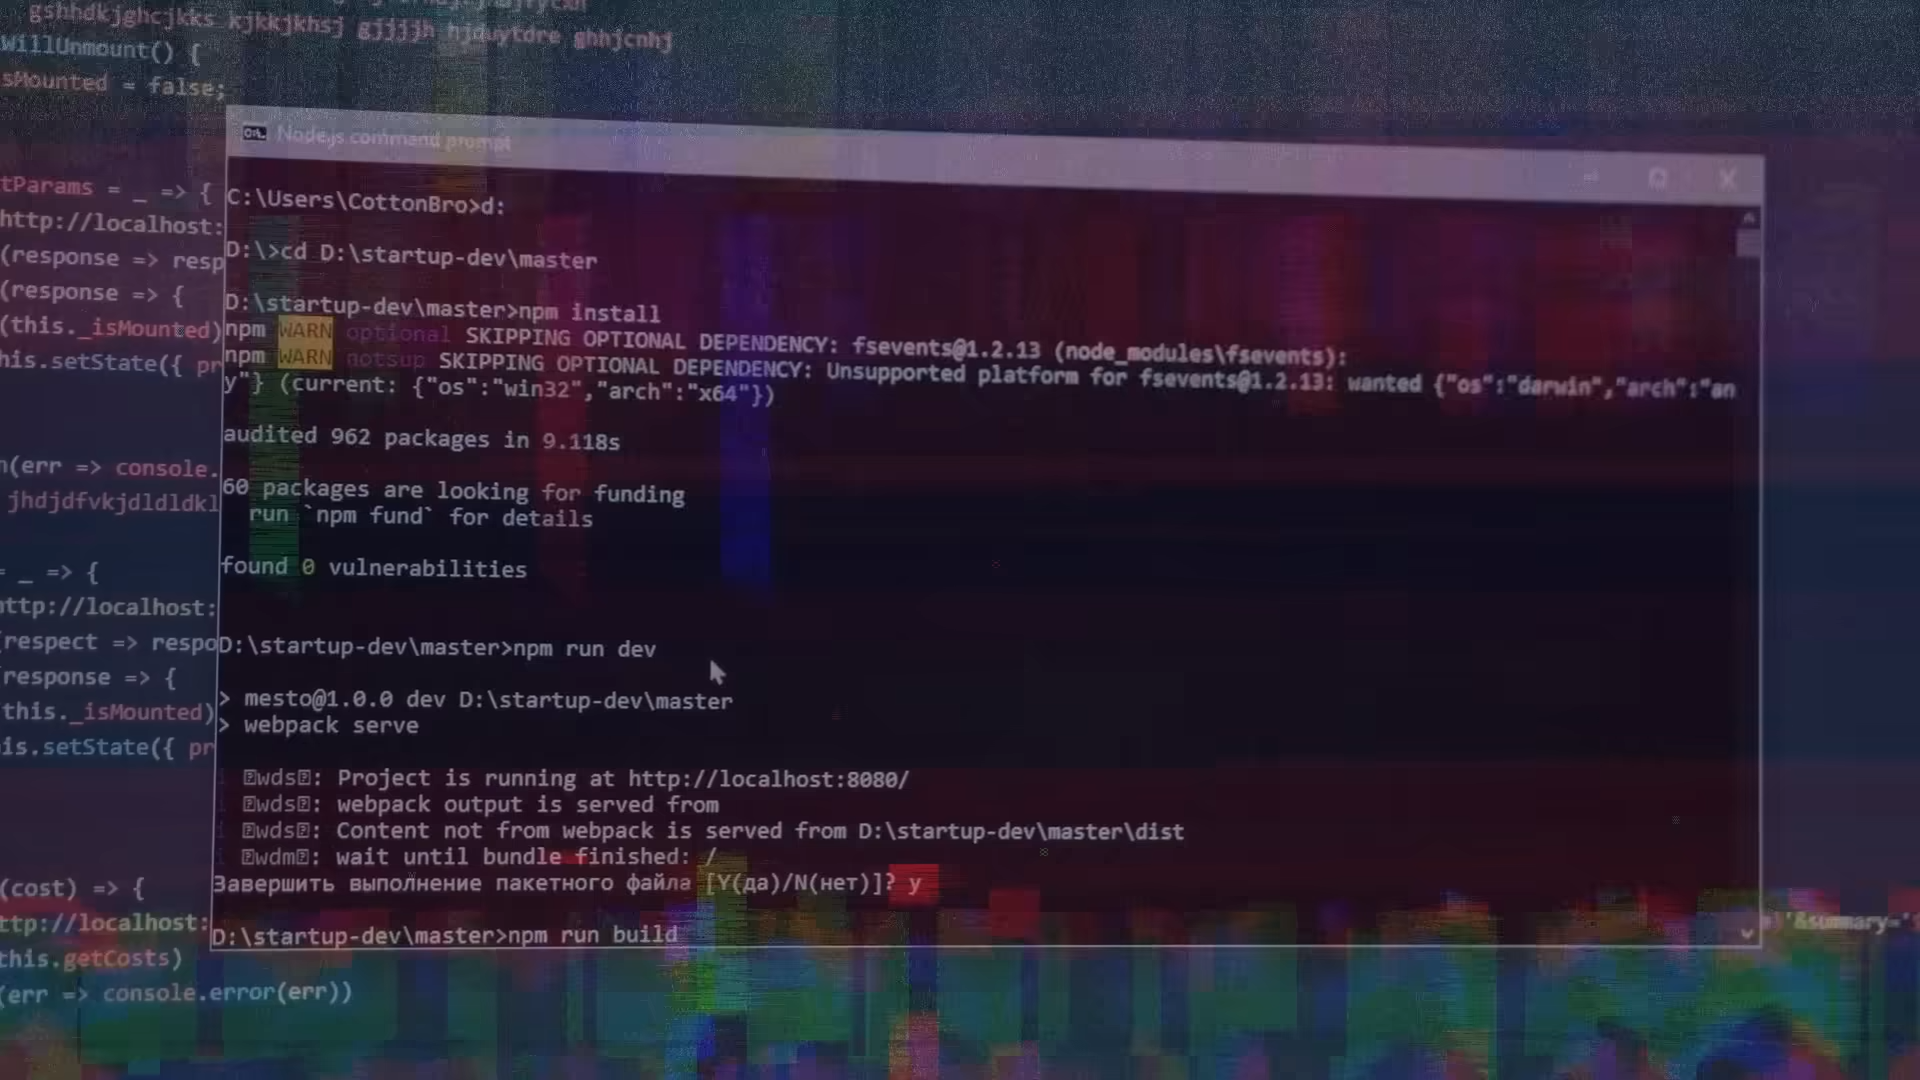 gshhdkjghcjkks kjkkjkhsj gjjjjh hjduytdre ghhjcnhj
WillUnmount() {
sMounted = false;
Node.js command prompt
tParams = _ => {
http://localhost:
(response => resp
(response => {
(this._isMounted)
his.setState({ pr
n(err => console.
jhdjdfvkjdldldkl
= _ => {
ttp://localhost:
(respect => respo
response => {
this._isMounted)
is.setState({ pr
(cost) => {
ttp://localhost:
this.getCosts)
(err => console.error(err))
C:\Users\CottonBro>d:
D:\>cd D:\startup-dev\master
D:\startup-dev\master>npm install
npm WARN optional SKIPPING OPTIONAL DEPENDENCY: fsevents@1.2.13 (node_modules\fsevents):
npm WARN notsup SKIPPING OPTIONAL DEPENDENCY: Unsupported platform for fsevents@1.2.13: wanted {"os":"darwin","arch":"an
y"} (current: {"os":"win32","arch":"x64"})
audited 962 packages in 9.118s
60 packages are looking for funding
run `npm fund` for details
found 0 vulnerabilities
D:\startup-dev\master>npm run dev
> mesto@1.0.0 dev D:\startup-dev\master
> webpack serve
wds: Project is running at http://localhost:8080/
wds: webpack output is served from
wds: Content not from webpack is served from D:\startup-dev\master\dist
wdm: wait until bundle finished: /
Завершить выполнение пакетного файла [Y(да)/N(нет)]? y
D:\startup-dev\master>npm run build
'&summary='